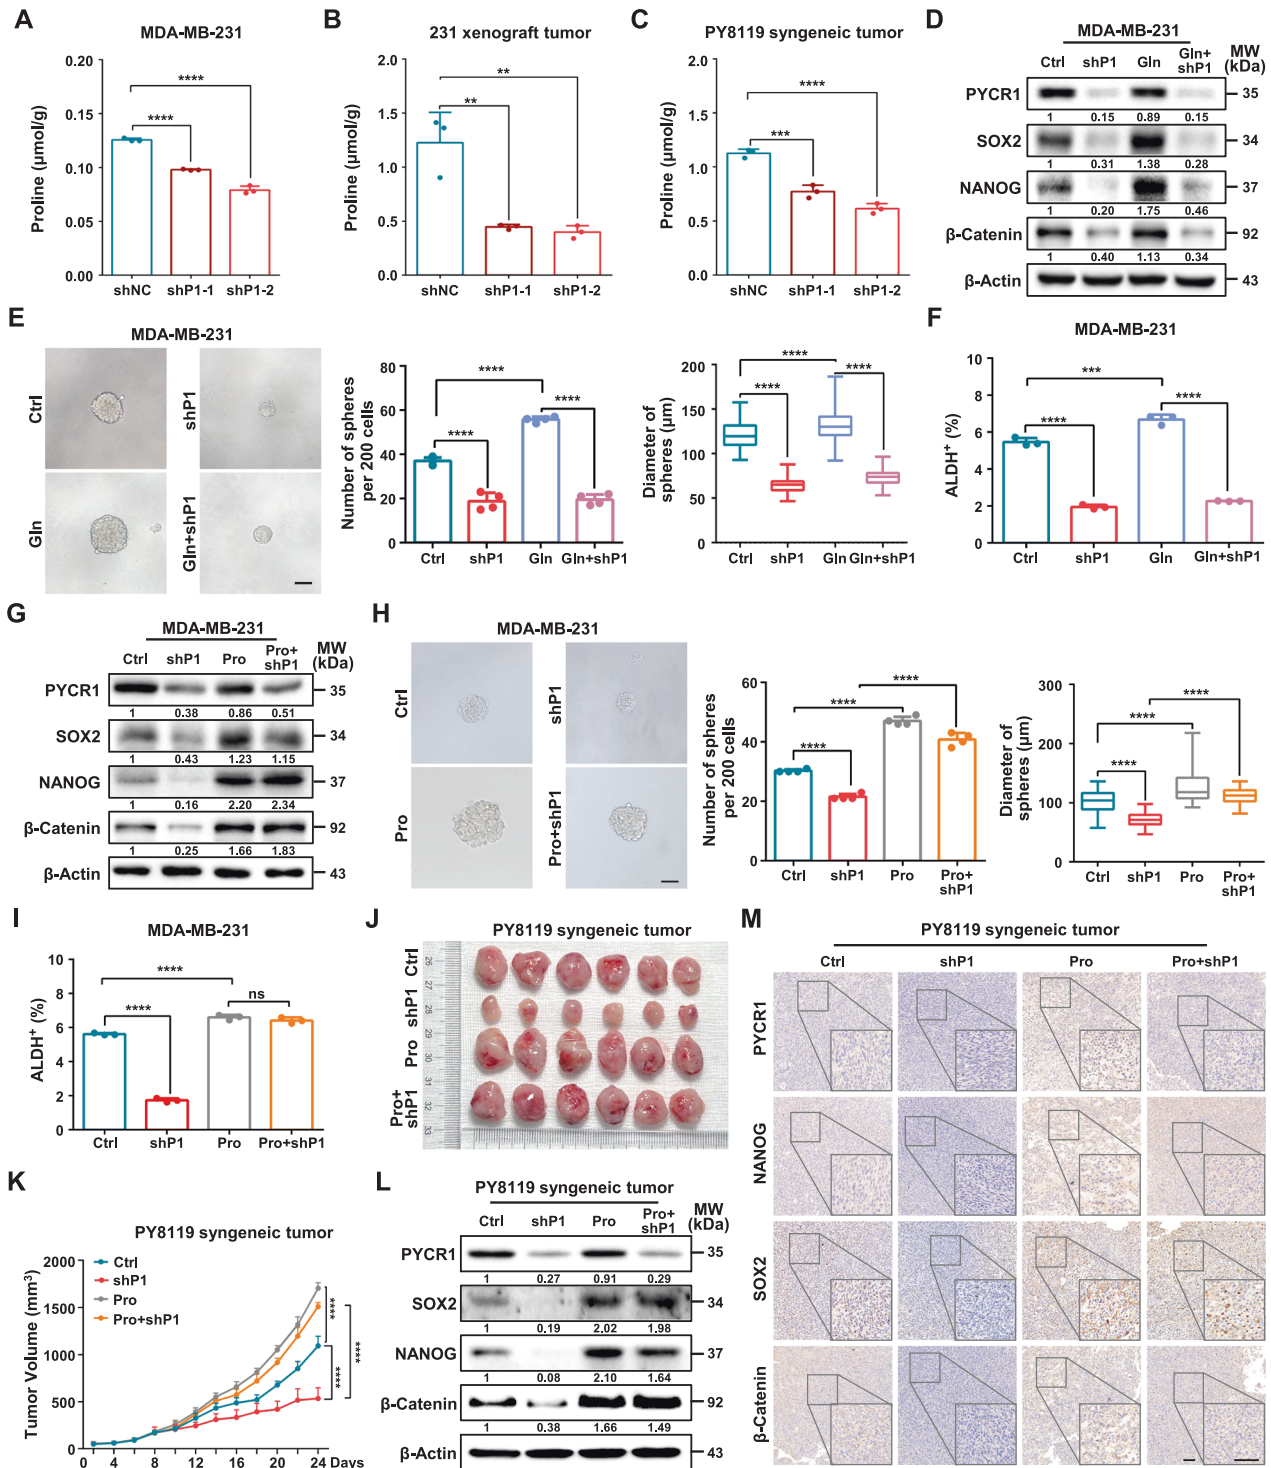 A
MDA-MB-231
Proline (μmol/g)
0.20
0.15
0.10
0.05
0.00
****
****
shNC shP1-1 shP1-2
B
231 xenograft tumor
Proline (μmol/g)
2.0
1.5
1.0
0.5
0.0
**
**
shNC shP1-1 shP1-2
C
PY8119 syngeneic tumor
Proline (μmol/g)
2.0
1.5
1.0
0.5
0.0
****
***
shNC shP1-1 shP1-2
D
MDA-MB-231
Ctrl shP1 Gln Gln+ shP1 MW (kDa)
PYCR1 35
1 0.15 0.89 0.15
SOX2 34
1 0.31 1.38 0.28
NANOG 37
1 0.20 1.75 0.46
β-Catenin 92
1 0.40 1.13 0.34
β-Actin 43
E
MDA-MB-231
Ctrl
shP1
Gln
Gln+shP1
Number of spheres
per 200 cells
80
60
40
20
0
****
****
****
Ctrl shP1 Gln Gln+shP1
Diameter of
spheres (μm)
200
150
100
50
0
****
****
****
Ctrl shP1 Gln Gln+shP1
F
MDA-MB-231
ALDH⁺ (%)
10
8
6
4
2
0
***
****
****
Ctrl shP1 Gln Gln+shP1
G
MDA-MB-231
Ctrl shP1 Pro Pro+ shP1 MW (kDa)
PYCR1 35
1 0.38 0.86 0.51
SOX2 34
1 0.43 1.23 1.15
NANOG 37
1 0.16 2.20 2.34
β-Catenin 92
1 0.25 1.66 1.83
β-Actin 43
H
MDA-MB-231
Ctrl
shP1
Pro
Pro+shP1
Number of spheres
per 200 cells
60
40
20
0
****
****
****
Ctrl shP1 Pro Pro+ shP1
Diameter of
spheres (μm)
300
200
100
0
****
****
****
Ctrl shP1 Pro Pro+ shP1
I
MDA-MB-231
ALDH⁺ (%)
10
8
6
4
2
0
****
****
ns
Ctrl shP1 Pro Pro+shP1
J
PY8119 syngeneic tumor
Ctrl
shP1
Pro
Pro+
shP1
26
27
28
29
30
31
32
33
K
PY8119 syngeneic tumor
Tumor Volume (mm³)
2000
1500
1000
500
0
Ctrl
shP1
Pro
Pro+shP1
****
****
****
0 4 8 12 16 20 24 Days
L
PY8119 syngeneic tumor
Ctrl shP1 Pro Pro+ shP1 MW (kDa)
PYCR1 35
1 0.27 0.91 0.29
SOX2 34
1 0.19 2.02 1.98
NANOG 37
1 0.08 2.10 1.64
β-Catenin 92
1 0.38 1.66 1.49
β-Actin 43
M
PY8119 syngeneic tumor
Ctrl shP1 Pro Pro+shP1
PYCR1
NANOG
SOX2
β-Catenin